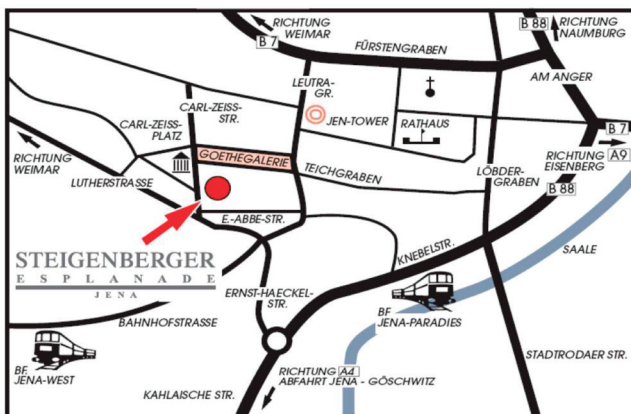 RICHTUNG
WEIMAR
B 7
B 88
RICHTUNG
NAUMBURG
FÜRSTENGRABEN
LEUTRA-
GR.
AM ANGER
CARL-ZEISS-
STR.
CARL-ZEISS-
PLATZ
JEN-TOWER
RATHAUS
B 7
RICHTUNG
EISENBERG
A9
RICHTUNG
WEIMAR
GOETHEGALERIE
TEICHGRABEN
LÖBDER-
GRABEN
B 88
LUTHERSTRASSE
E.-ABBE-STR.
STEIGENBERGER
ESPLANADE
JENA
KNEBELSTR.
SAALE
ERNST-HAECKEL-
STR.
BF.
JENA-PARADIES
BAHNHOFSTRASSE
BF.
JENA-WEST
STADTRODAER STR.
RICHTUNG A4
ABFAHRT JENA - GÖSCHWITZ
KAHLAISCHE STR.